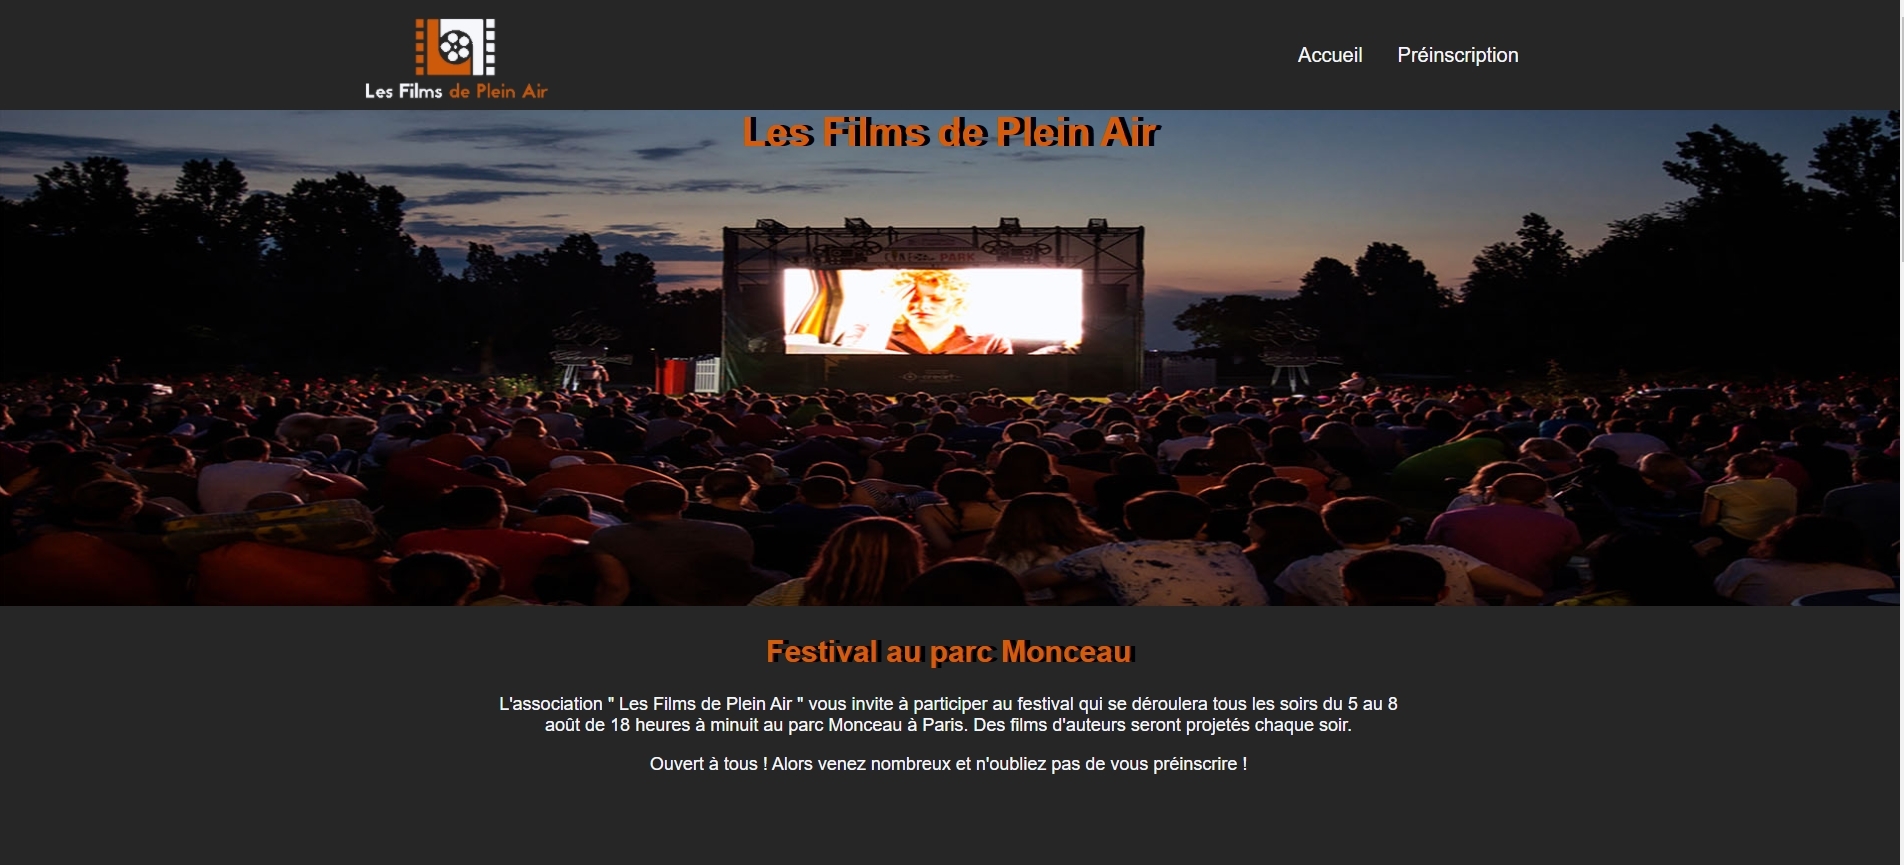 Les Films de Plein Air
Accueil Préinscription
Les Films de Plein Air
PARK
Festival au parc Monceau
L'association " Les Films de Plein Air " vous invite à participer au festival qui se déroulera tous les soirs du 5 au 8
août de 18 heures à minuit au parc Monceau à Paris. Des films d'auteurs seront projetés chaque soir.
Ouvert à tous ! Alors venez nombreux et n'oubliez pas de vous préinscrire !